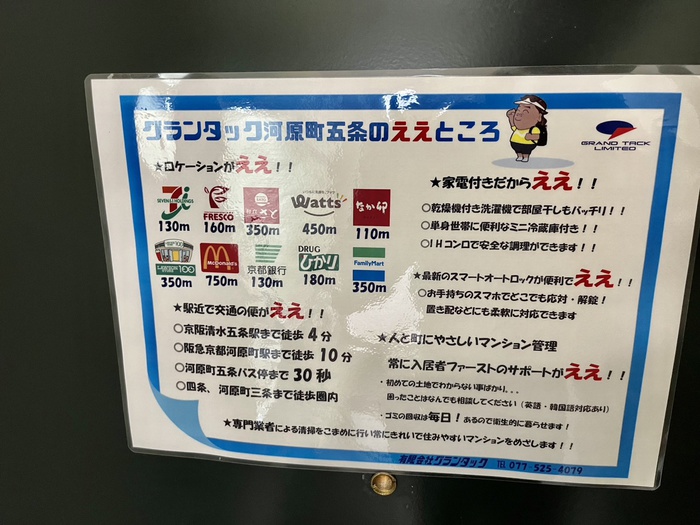 グランタック河原町五条のええところ
GRAND TACK
LIMITED
★ロケーションがええ！！
SEVEN & i HOLDINGS
130m
FRESCO
160m
さと
350m
Watts
450m
なか卯
110m
100
350m
McDonald's
750m
京都銀行
130m
DRUG
ひかり
180m
FamilyMart
350m
★駅近で交通の便がええ！！
○京阪清水五条駅まで徒歩 4 分
○阪急京都河原町駅まで徒歩 10 分
○河原町五条バス停まで 30 秒
○四条、河原町三条まで徒歩圏内
★家電付きだからええ！！
○乾燥機付き洗濯機で部屋干しもバッチリ！！
○単身世帯に便利なミニ冷蔵庫付き！！
○IHコンロで安全な調理ができます！！
★最新のスマートオートロックが便利でええ！！
○お手持ちのスマホでどこでも応対・解錠！
置き配などにも柔軟に対応できます
★人と町にやさしいマンション管理
常に入居者ファーストのサポートがええ！！
・初めての土地でわからない事ばかり．．．
困ったことはなんでも相談してください（英語・韓国語対応あり）
・ゴミの回収は毎日！あるので衛生的に暮らせます！
★専門業者による清掃をこまめに行い常にきれいで住みやすいマンションをめざします！！
有限会社グランタック TEL 077-525-4079